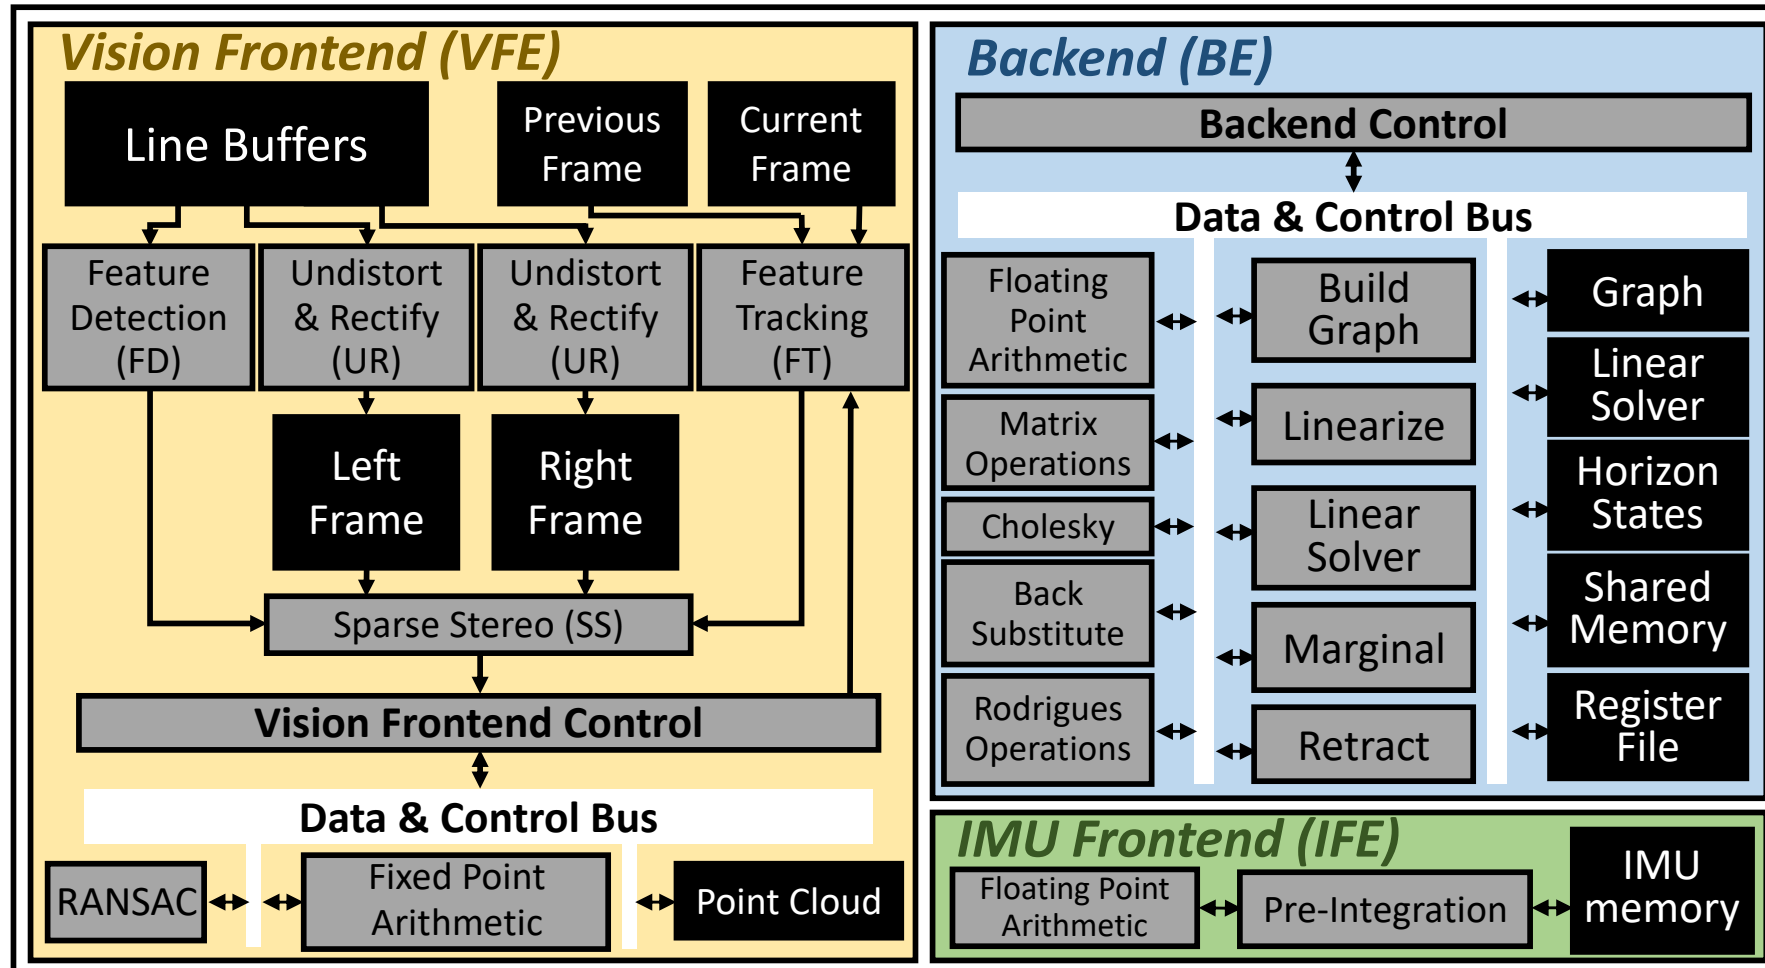 Vision Frontend (VFE)
Line Buffers
Previous
Frame
Current
Frame
Feature
Detection
(FD)
Undistort
& Rectify
(UR)
Undistort
& Rectify
(UR)
Feature
Tracking
(FT)
Left
Frame
Right
Frame
Sparse Stereo (SS)
Vision Frontend Control
Data & Control Bus
RANSAC
Fixed Point
Arithmetic
Point Cloud
Backend (BE)
Backend Control
Data & Control Bus
Floating
Point
Arithmetic
Matrix
Operations
Cholesky
Back
Substitute
Rodrigues
Operations
Build
Graph
Linearize
Linear
Solver
Marginal
Retract
Graph
Linear
Solver
Horizon
States
Shared
Memory
Register
File
IMU Frontend (IFE)
Floating Point
Arithmetic
Pre-Integration
IMU
memory